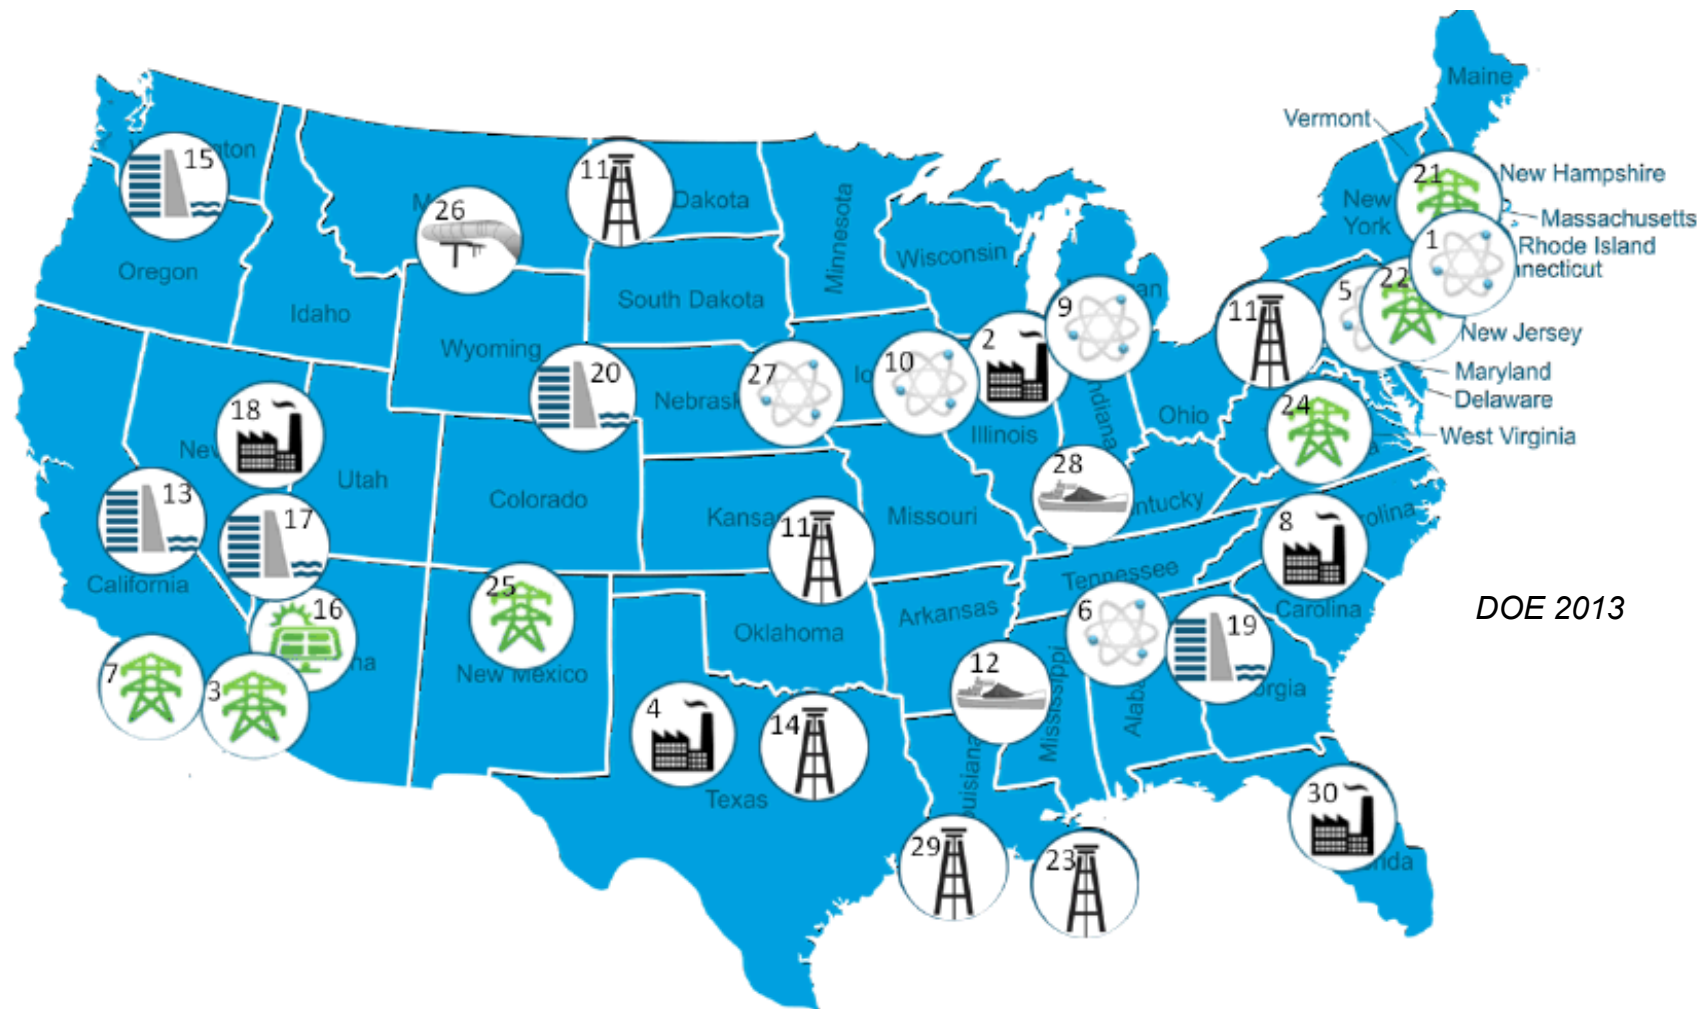 Maine
Vermont
15
11
21
New Hampshire
New
York
Massachusetts
26
Dakota
Minnesota
Wisconsin
1
Rhode Island
Oregon
22
5
South Dakota
9
11
Idaho
New Jersey
Wyoming
2
20
27
10
Maryland
Delaware
24
West Virginia
18
Ohio
Illinois
Utah
28
13
Colorado
17
Kansas
11
Missouri
8
California
25
Tennessee
DOE 2013
16
6
19
Carolina
Arkansas
Oklahoma
7
3
New Mexico
12
Mississippi
4
14
Texas
30
29
23